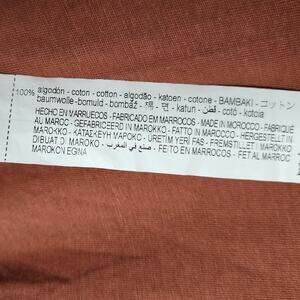 100% algodón - coton - cotton - algodão - katoen - cotone - BAMBAKI - コットン
baumwolle - bomuld - bombaž - 棉 - 면 - katun - قطن - cotó - kotoia
HECHO EN MARRUECOS - FABRICADO EM MARROCOS - MADE IN MOROCCO - FABRIQUÉ
AU MAROC - GEFABRICEERD IN MAROKKO - FATTO IN MAROCCO - HERGESTELLT IN
MAROKKO - ΚΑΤΑΣΚΕΥΗ ΜΑΡΟΚΟ - ÜRETİM YERİ FAS - FREMSTILLET I MAROKKO
DIBUAT DI MAROKO - صنع في المغرب - FEITO EN MARROCOS - FET AL MARROC
MAROKON EGINA